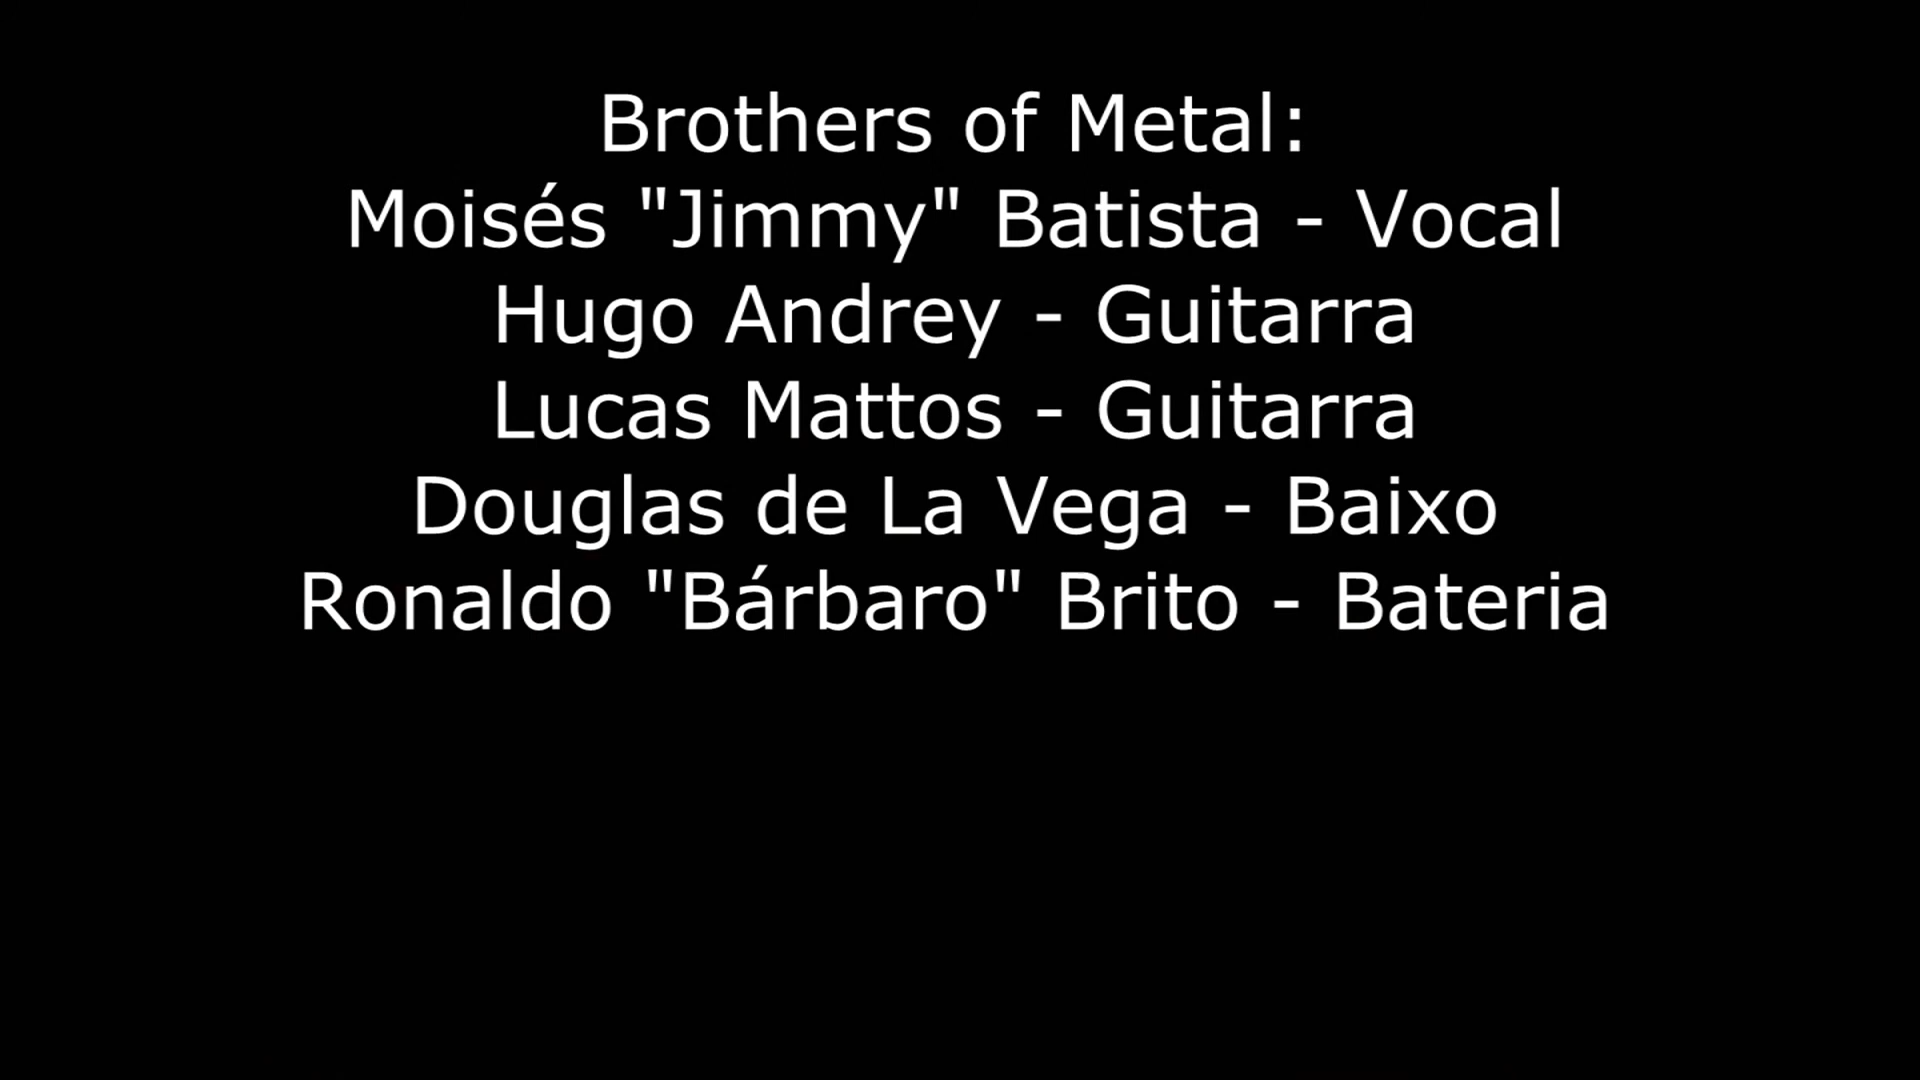 Brothers of Metal:
Moisés "Jimmy" Batista - Vocal
Hugo Andrey - Guitarra
Lucas Mattos - Guitarra
Douglas de La Vega - Baixo
Ronaldo "Bárbaro" Brito - Bateria